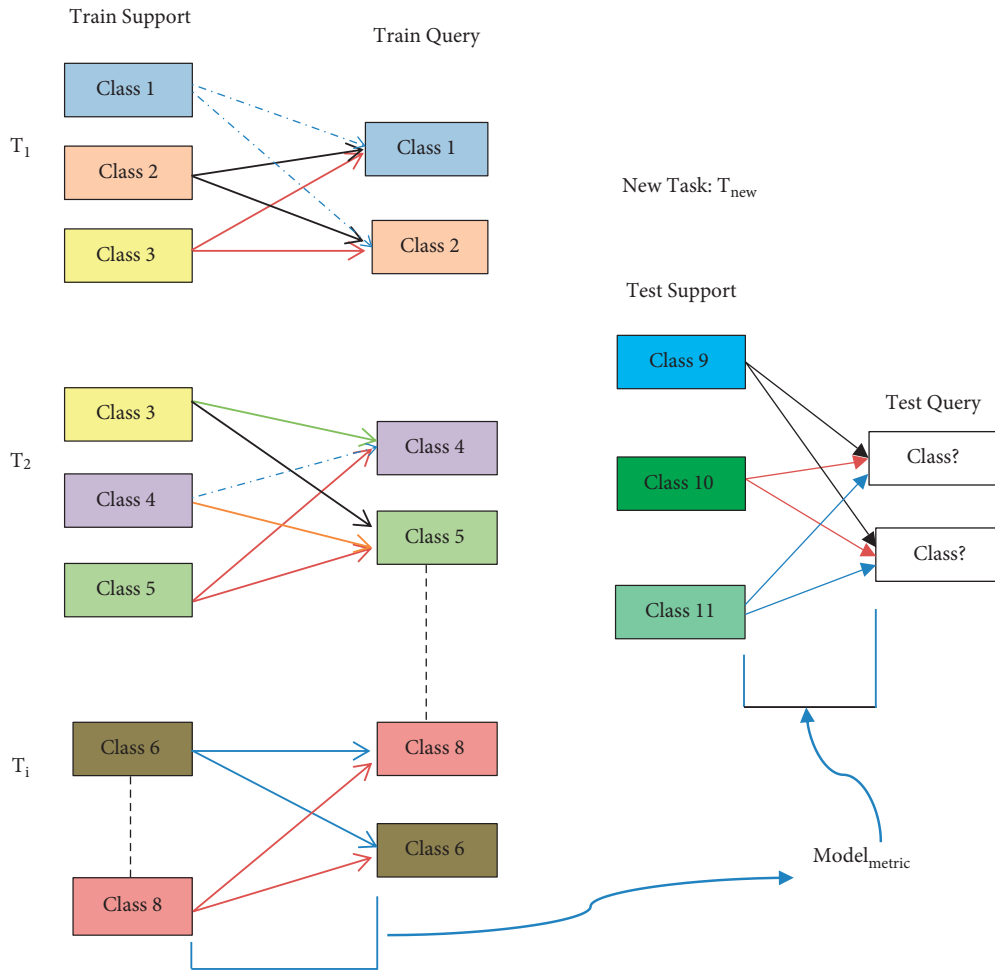 Train Support
Train Query
T1
Class 1
Class 2
Class 3
Class 1
Class 2
T2
Class 3
Class 4
Class 5
Class 4
Class 5
Ti
Class 6
Class 8
Class 8
Class 6
New Task: Tnew
Test Support
Class 9
Class 10
Class 11
Test Query
Class?
Class?
Modelmetric